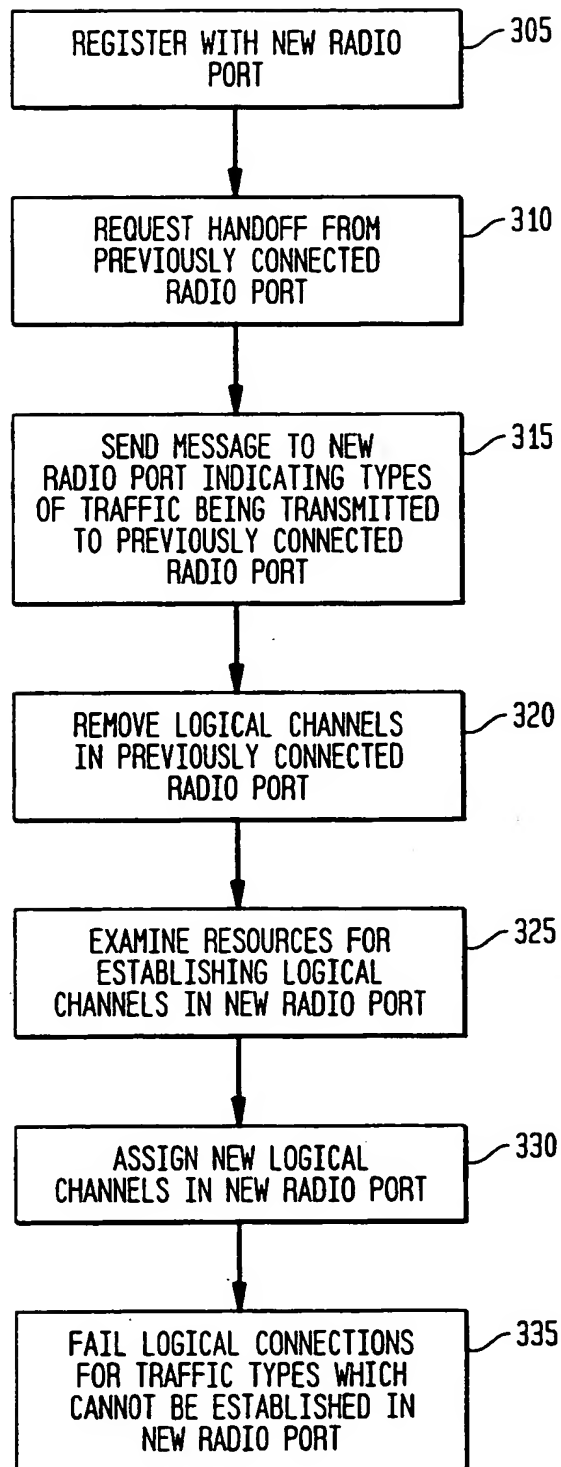 REGISTER WITH NEW RADIO
PORT
305
REQUEST HANDOFF FROM
PREVIOUSLY CONNECTED
RADIO PORT
310
SEND MESSAGE TO NEW
RADIO PORT INDICATING TYPES
OF TRAFFIC BEING TRANSMITTED
TO PREVIOUSLY CONNECTED
RADIO PORT
315
REMOVE LOGICAL CHANNELS
IN PREVIOUSLY CONNECTED
RADIO PORT
320
EXAMINE RESOURCES FOR
ESTABLISHING LOGICAL
CHANNELS IN NEW RADIO PORT
325
ASSIGN NEW LOGICAL
CHANNELS IN NEW RADIO PORT
330
FAIL LOGICAL CONNECTIONS
FOR TRAFFIC TYPES WHICH
CANNOT BE ESTABLISHED IN
NEW RADIO PORT
335